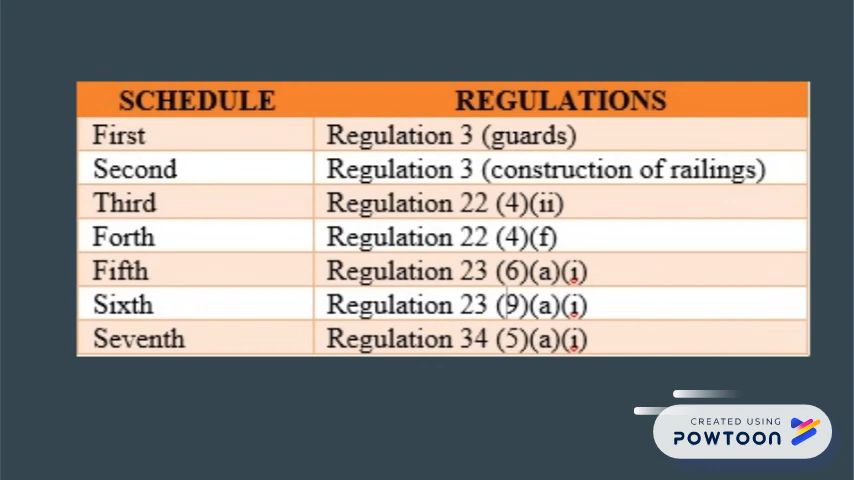 SCHEDULE REGULATIONS
First Regulation 3 (guards)
Second Regulation 3 (construction of railings)
Third Regulation 22 (4)(ii)
Forth Regulation 22 (4)(f)
Fifth Regulation 23 (6)(a)(i)
Sixth Regulation 23 (9)(a)(i)
Seventh Regulation 34 (5)(a)(i)
CREATED USING
POWTOON